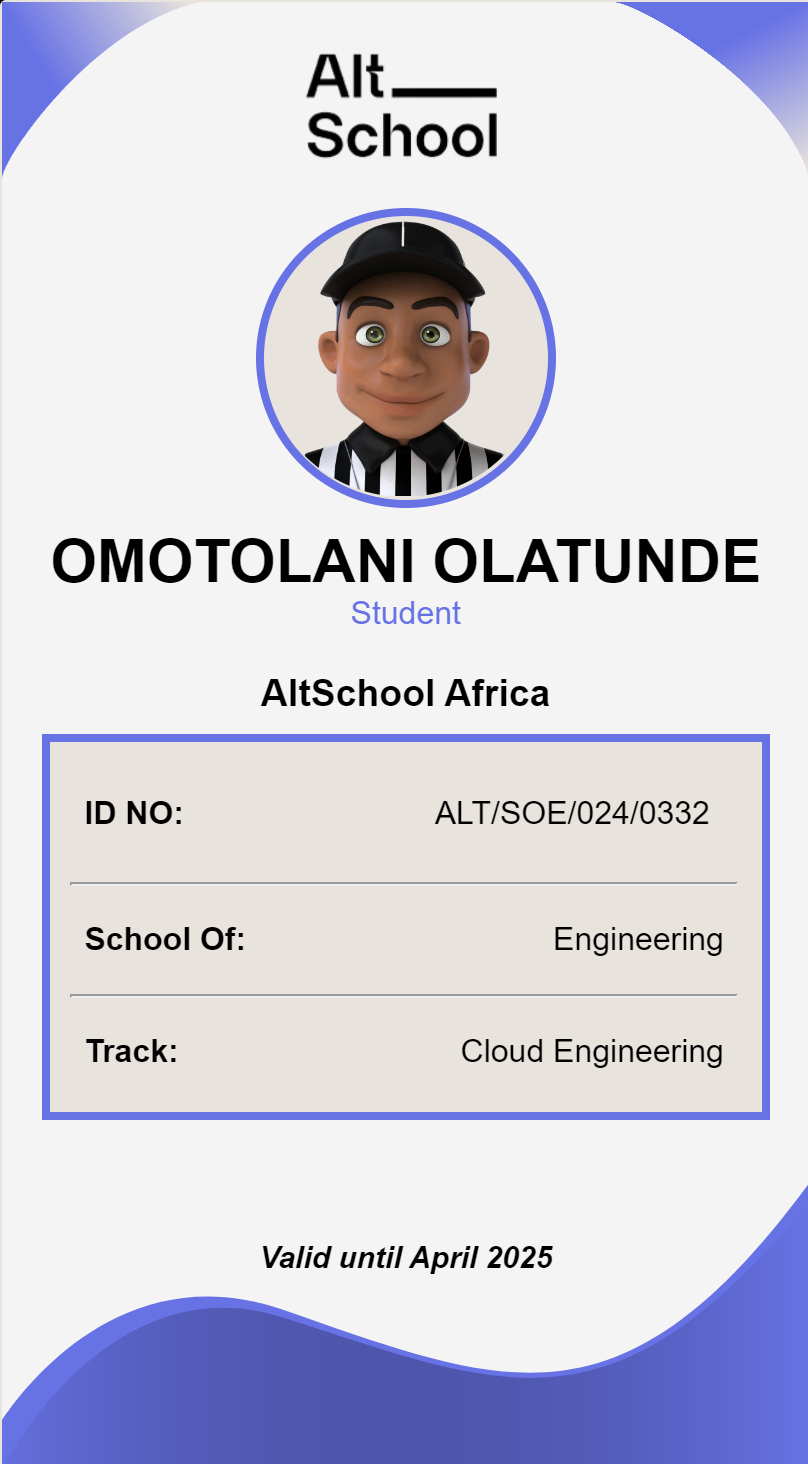 Alt
School
OMOTOLANI OLATUNDE
Student
AltSchool Africa
ID NO: ALT/SOE/024/0332
School Of: Engineering
Track: Cloud Engineering
Valid until April 2025